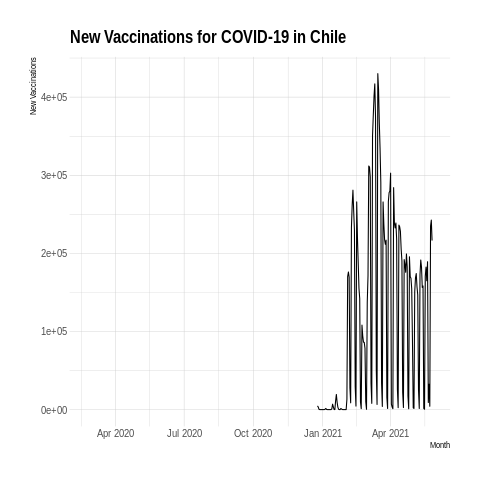 New Vaccinations for COVID-19 in Chile
New Vaccinations
4e+05
3e+05
2e+05
1e+05
0e+00
Apr 2020 Jul 2020 Oct 2020 Jan 2021 Apr 2021
Month